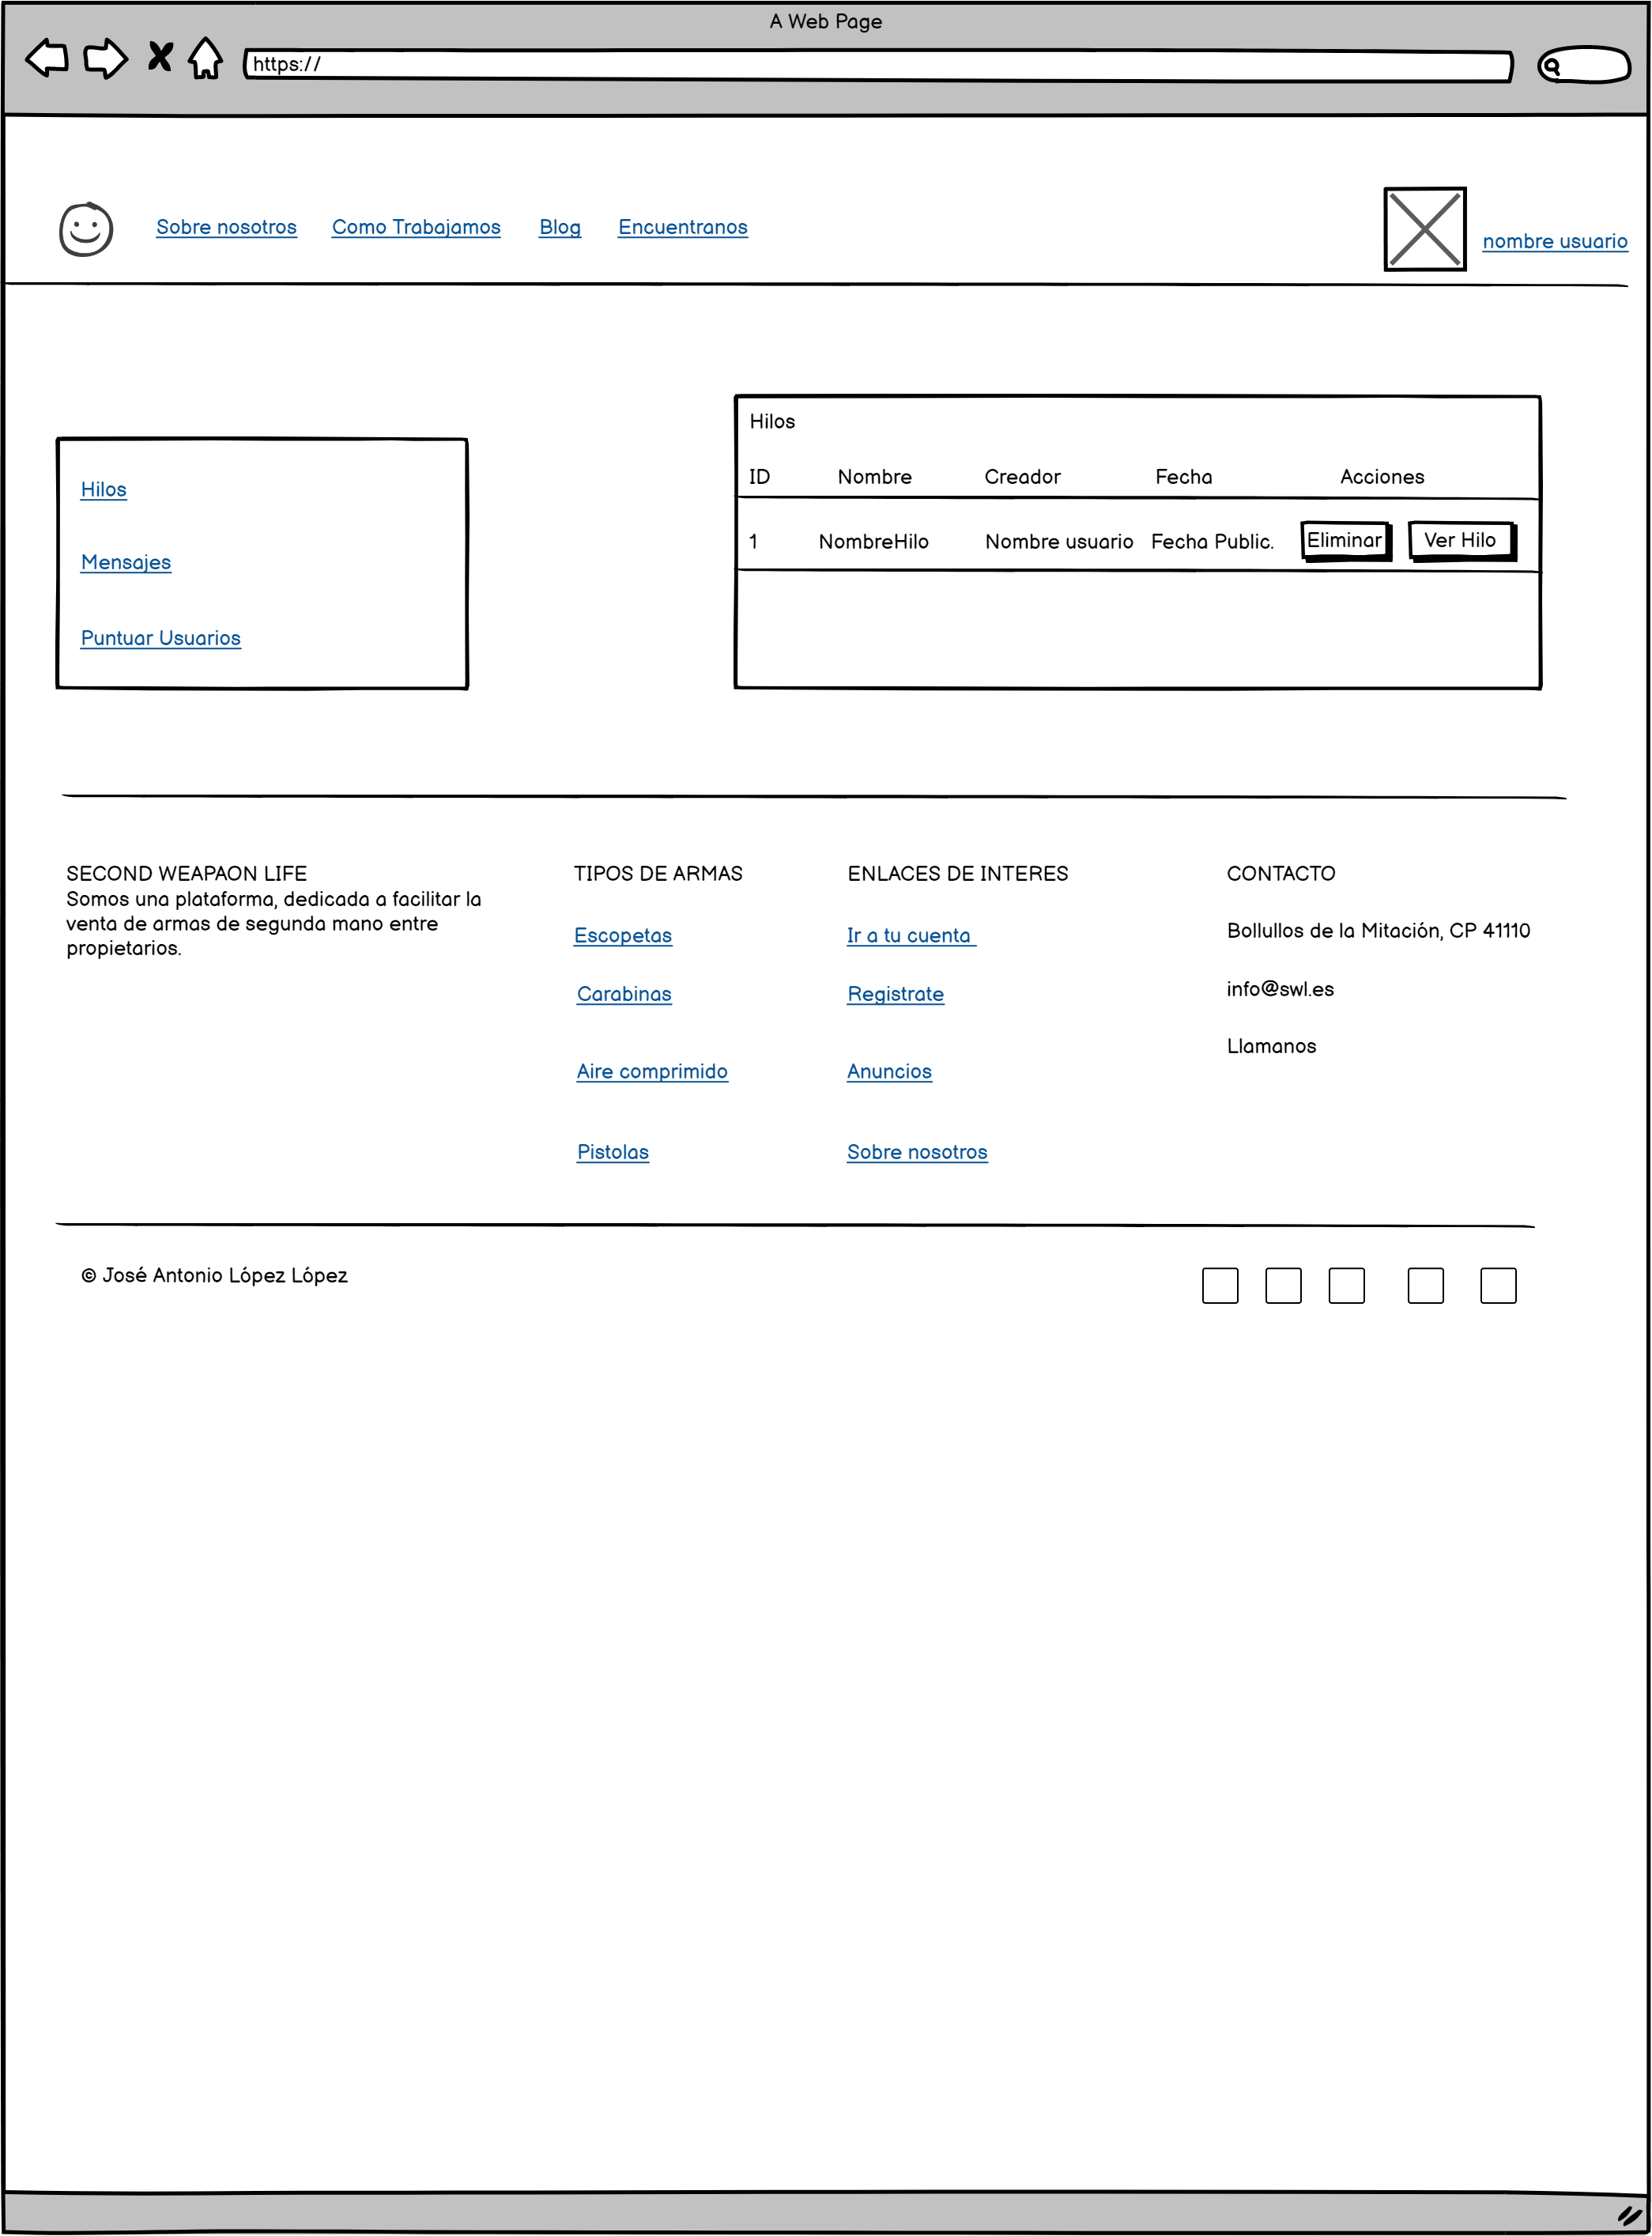 A Web Page
https://
Sobre nosotros Como Trabajamos Blog Encuentranos nombre usuario
Hilos
Mensajes
Puntuar Usuarios
Hilos
ID Nombre Creador Fecha Acciones
1 NombreHilo Nombre usuario Fecha Public. Eliminar Ver Hilo
SECOND WEAPAON LIFE
Somos una plataforma, dedicada a facilitar la
venta de armas de segunda mano entre
propietarios.
TIPOS DE ARMAS
Escopetas
Carabinas
Aire comprimido
Pistolas
ENLACES DE INTERES
Ir a tu cuenta
Registrate
Anuncios
Sobre nosotros
CONTACTO
Bollullos de la Mitación, CP 41110
info@swl.es
Llamanos
© José Antonio López López